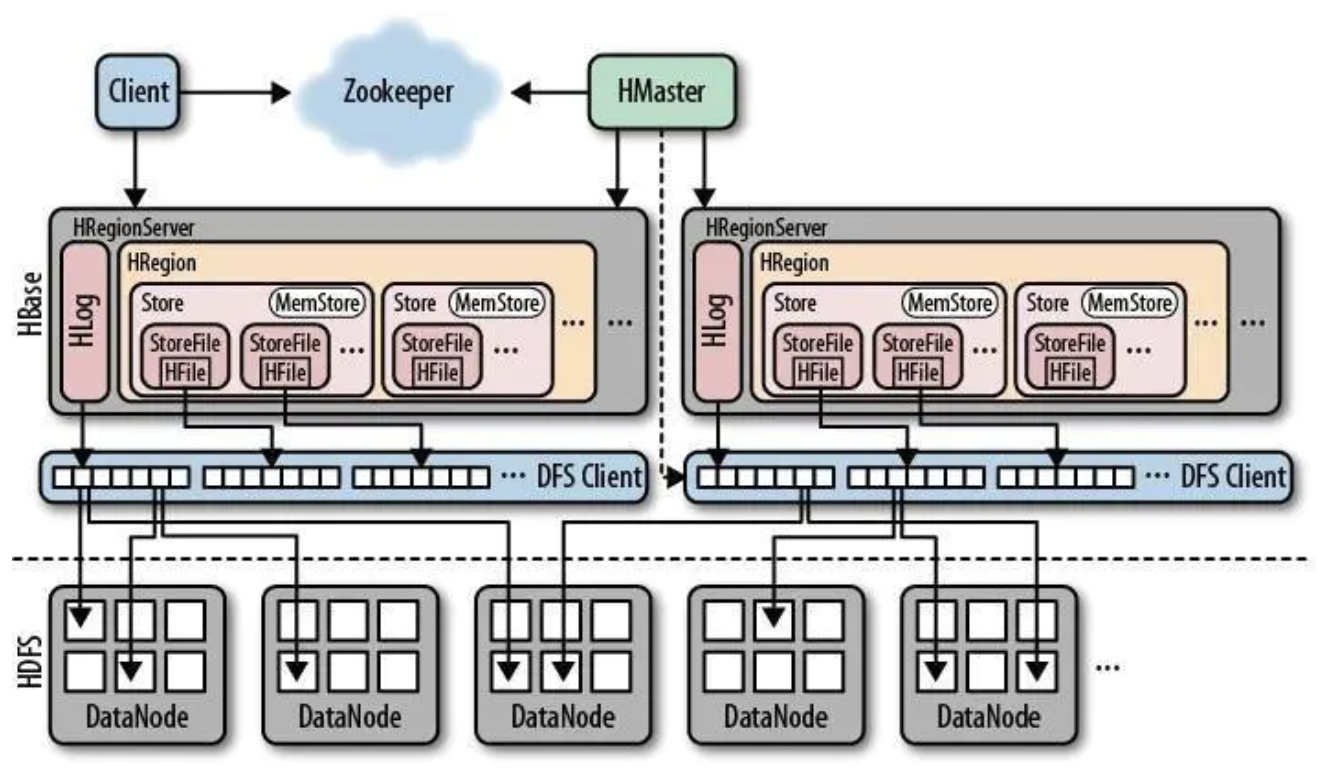 Client
Zookeeper
HMaster
HBase
HRegionServer
HLog
HRegion
Store
MemStore
StoreFile
HFile
StoreFile
HFile
...
Store
MemStore
StoreFile
HFile
...
...
...
HRegionServer
HLog
HRegion
Store
MemStore
StoreFile
HFile
StoreFile
HFile
...
Store
MemStore
StoreFile
HFile
...
...
...
... DFS Client
... DFS Client
HDFS
DataNode
DataNode
DataNode
DataNode
DataNode
...